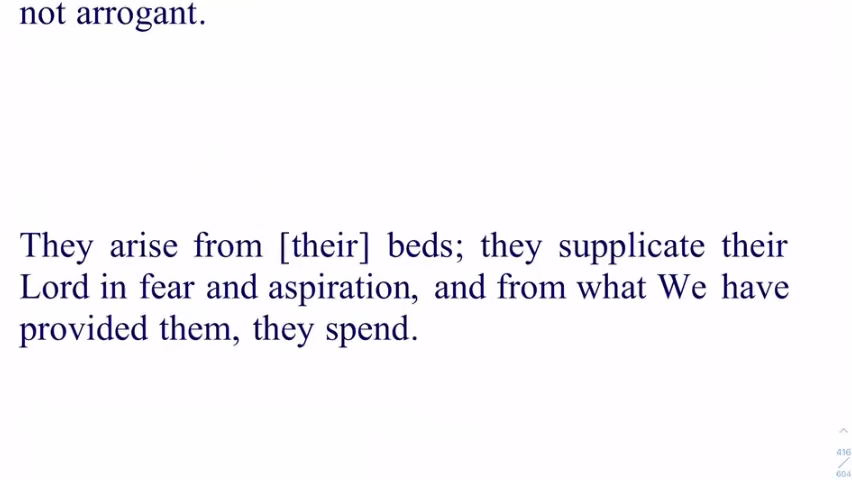 not arrogant.
They arise from [their] beds; they supplicate their
Lord in fear and aspiration, and from what We have
provided them, they spend.
416
604